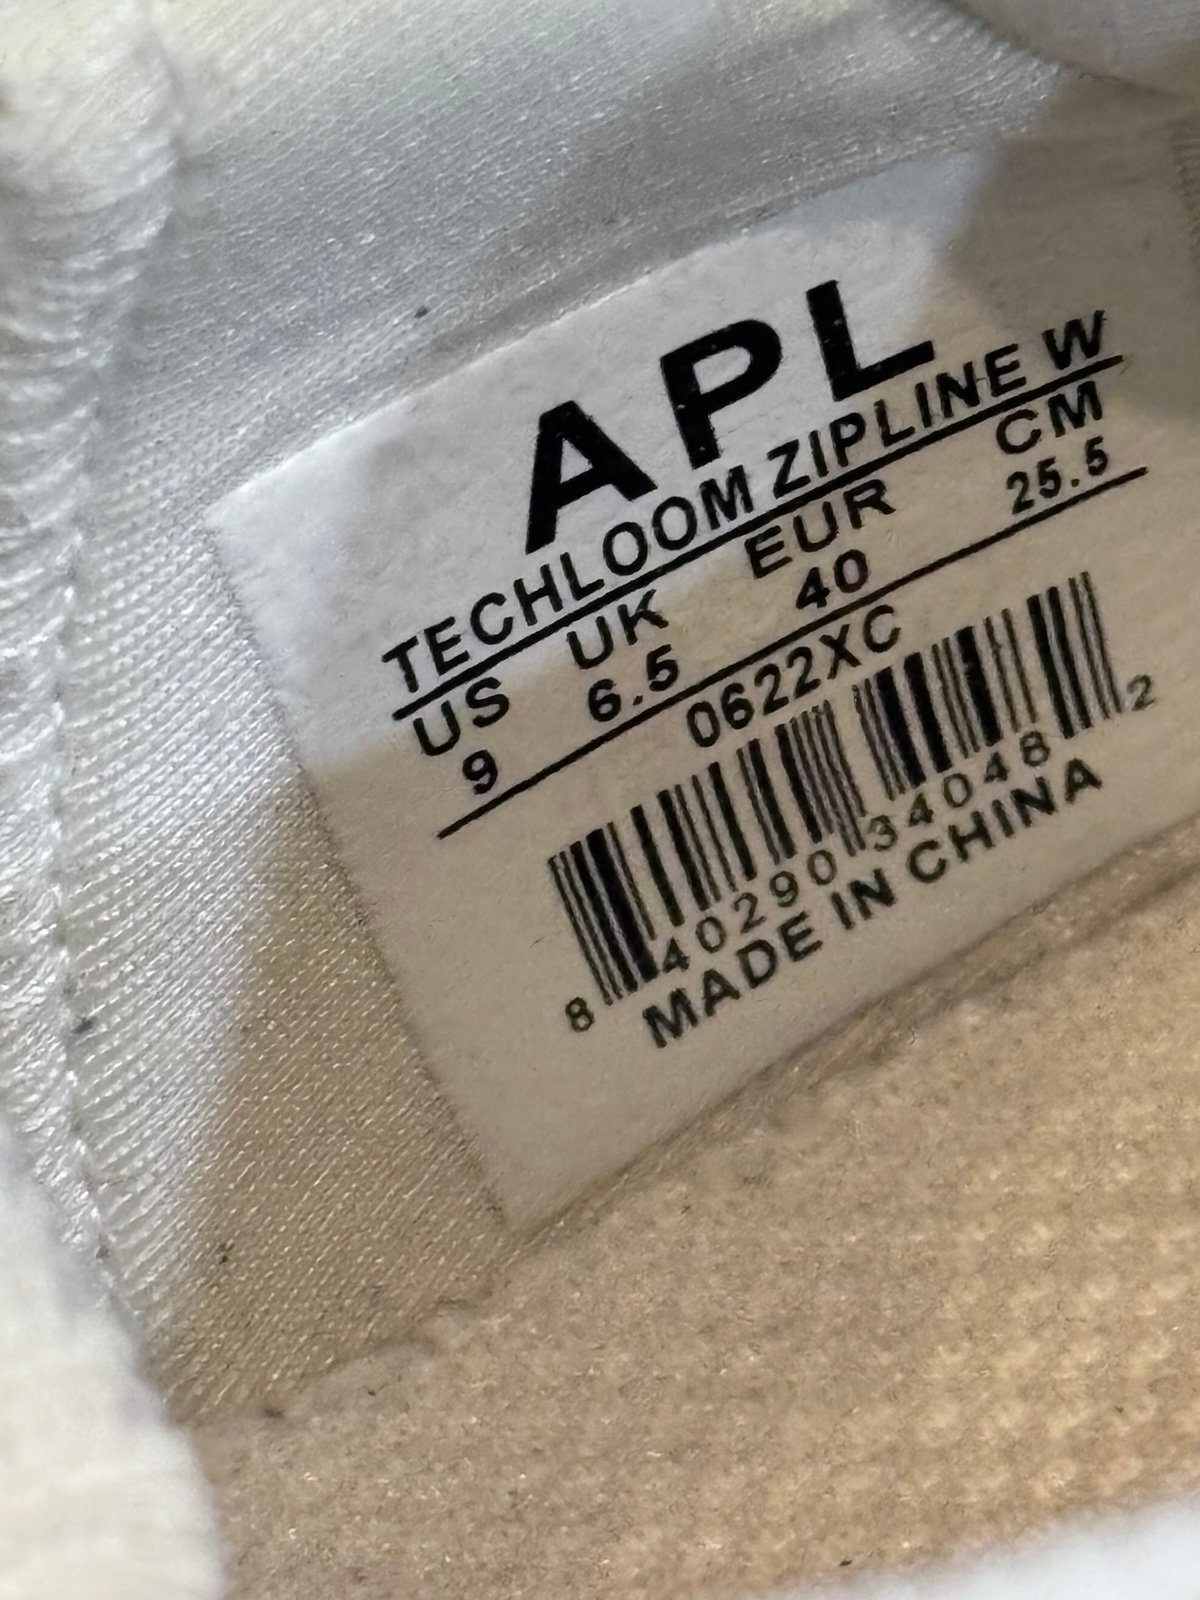 APL
TECHLOOM ZIPLINE W
US UK EUR CM
9 6.5 40 25.5
0622XC
8 40290 34048 2
MADE IN CHINA